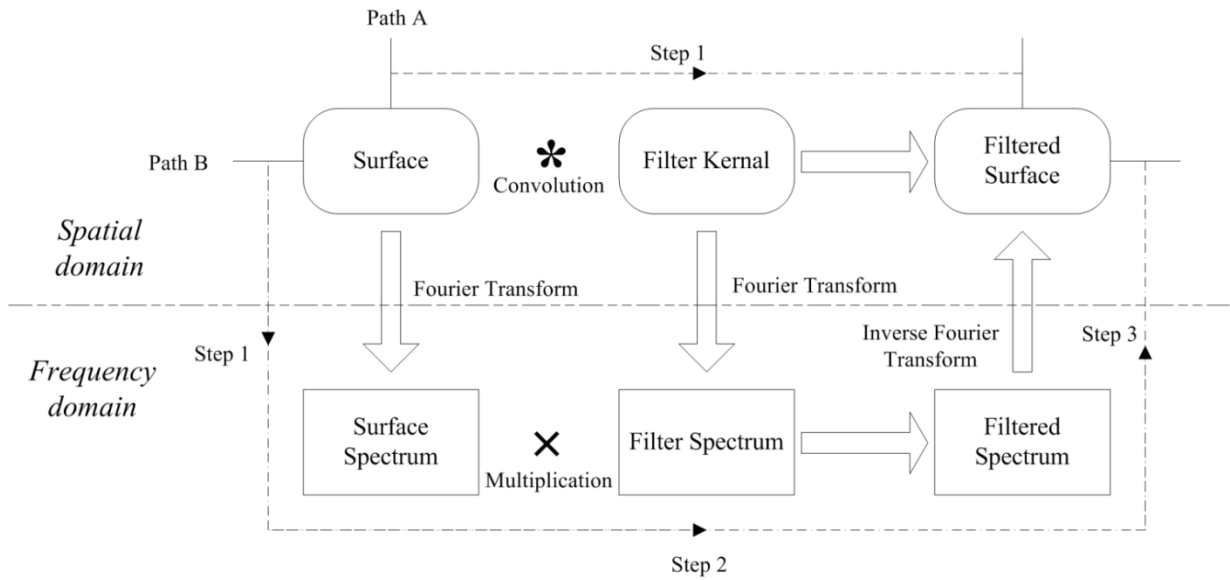 Path A
Step 1
Path B
Surface
*
Convolution
Filter Kernal
Filtered
Surface
Spatial
domain
Fourier Transform
Fourier Transform
Inverse Fourier
Transform
Step 1
Step 3
Frequency
domain
Surface
Spectrum
×
Multiplication
Filter Spectrum
Filtered
Spectrum
Step 2